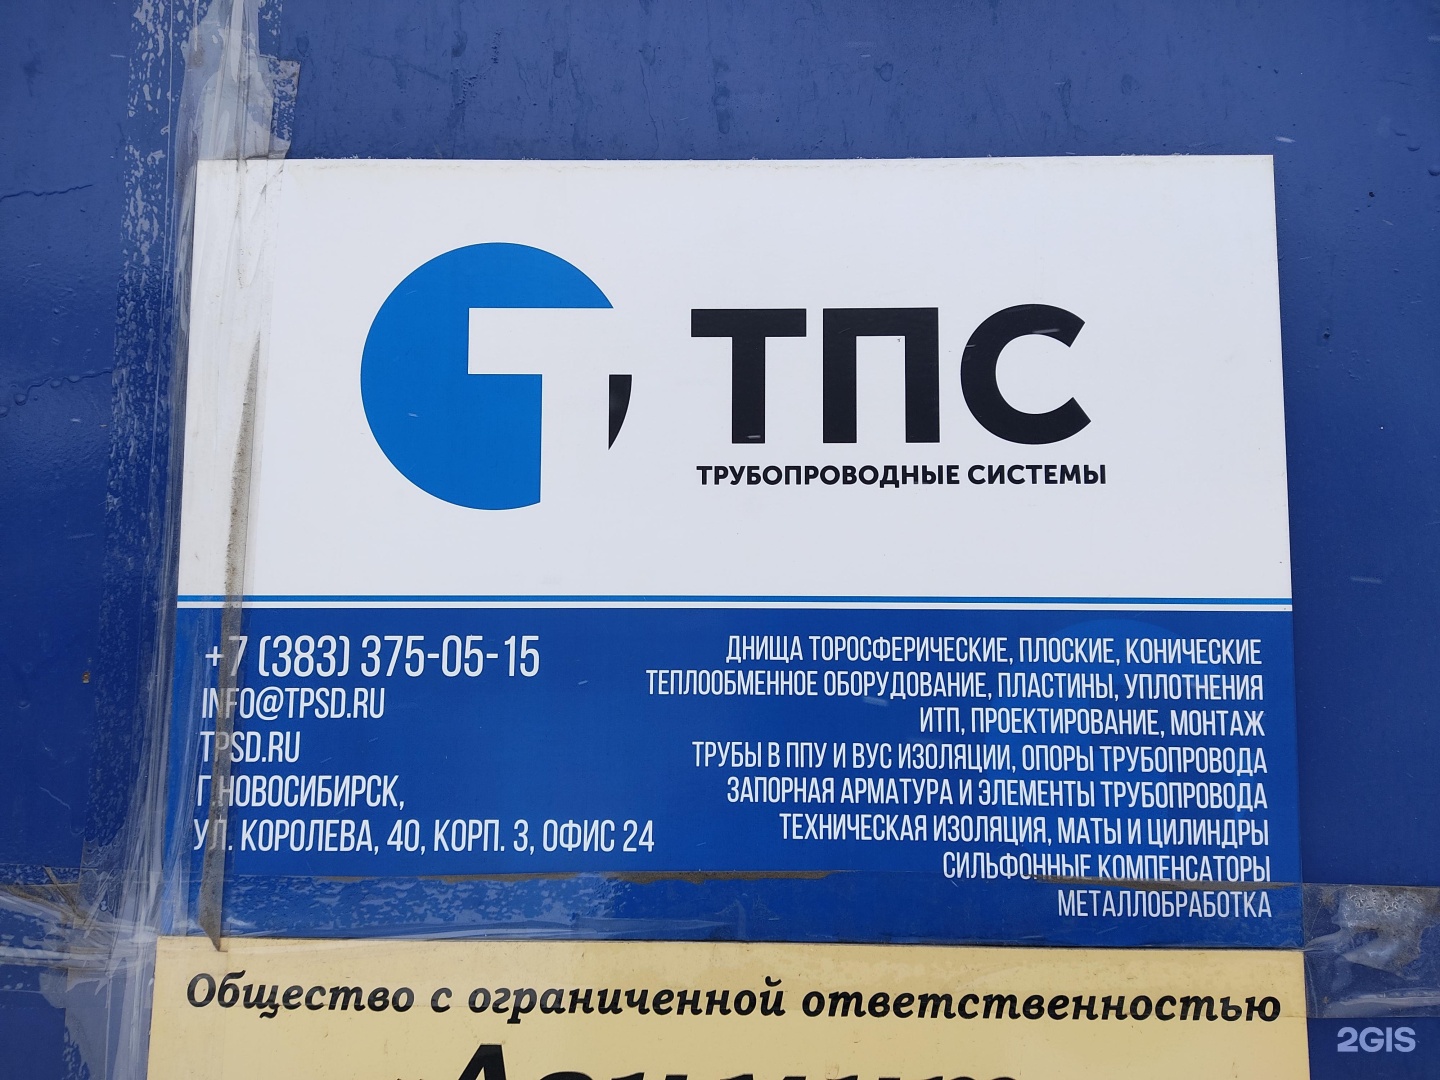 ТПС
ТРУБОПРОВОДНЫЕ СИСТЕМЫ
+7 (383) 375-05-15
INFO@TPSD.RU
TPSD.RU
Г.НОВОСИБИРСК,
УЛ. КОРОЛЕВА, 40, КОРП. 3, ОФИС 24
ДНИЩА ТОРОСФЕРИЧЕСКИЕ, ПЛОСКИЕ, КОНИЧЕСКИЕ
ТЕПЛООБМЕННОЕ ОБОРУДОВАНИЕ, ПЛАСТИНЫ, УПЛОТНЕНИЯ
ИТП, ПРОЕКТИРОВАНИЕ, МОНТАЖ
ТРУБЫ В ППУ И ВУС ИЗОЛЯЦИИ, ОПОРЫ ТРУБОПРОВОДА
ЗАПОРНАЯ АРМАТУРА И ЭЛЕМЕНТЫ ТРУБОПРОВОДА
ТЕХНИЧЕСКАЯ ИЗОЛЯЦИЯ, МАТЫ И ЦИЛИНДРЫ
СИЛЬФОННЫЕ КОМПЕНСАТОРЫ
МЕТАЛЛОБРАБОТКА
Общество с ограниченной ответственностью
2GIS